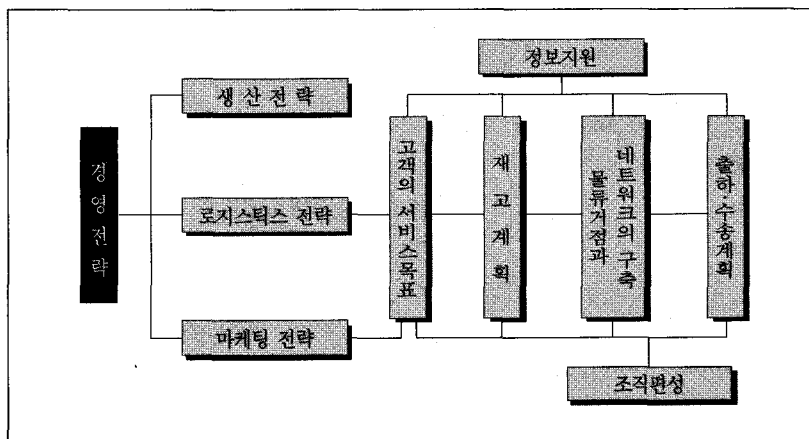 정보지원
생 산 전 략
경영전략
로지스틱스 전략
마케팅 전략
고객의 서비스목표
재 고 계 획
물류거점과
네트워크의 구축
출하 수송계획
조직편성